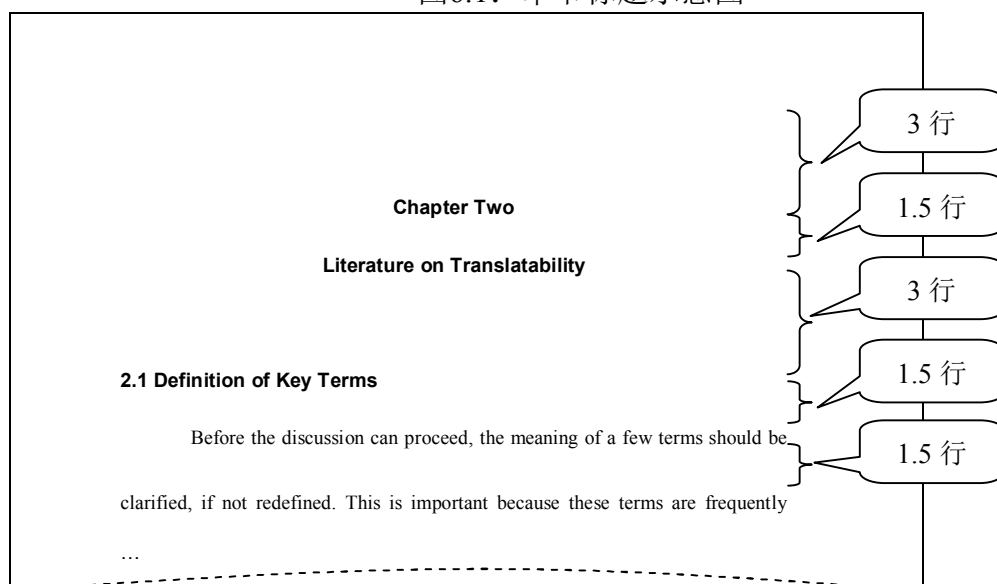 3 行
Chapter Two
1.5 行
Literature on Translatability
3 行
2.1 Definition of Key Terms
1.5 行
Before the discussion can proceed, the meaning of a few terms should be
1.5 行
clarified, if not redefined. This is important because these terms are frequently
…